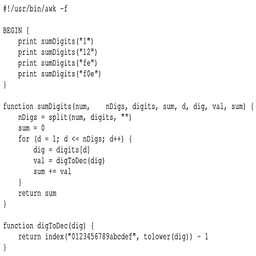 #!/usr/bin/awk -f
BEGIN {
print sumDigits("1")
print sumDigits("12")
print sumDigits("fe")
print sumDigits("f0e")
}
function sumDigits(num, nDigs, digits, sum, d, dig, val, sum) {
nDigs = split(num, digits, "")
sum = 0
for (d = 1; d <= nDigs; d++) {
dig = digits[d]
val = digToDec(dig)
sum += val
}
return sum
}
function digToDec(dig) {
return index("0123456789abcdef", tolower(dig)) - 1
}